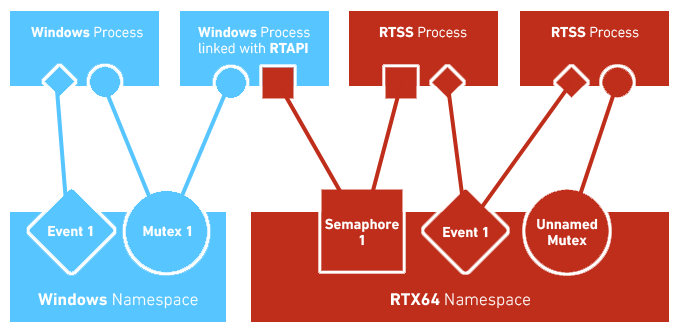 Windows Process
Windows Process
linked with RTAPI
RTSS Process
RTSS Process
Event 1
Mutex 1
Semaphore
1
Event 1
Unnamed
Mutex
Windows Namespace
RTX64 Namespace